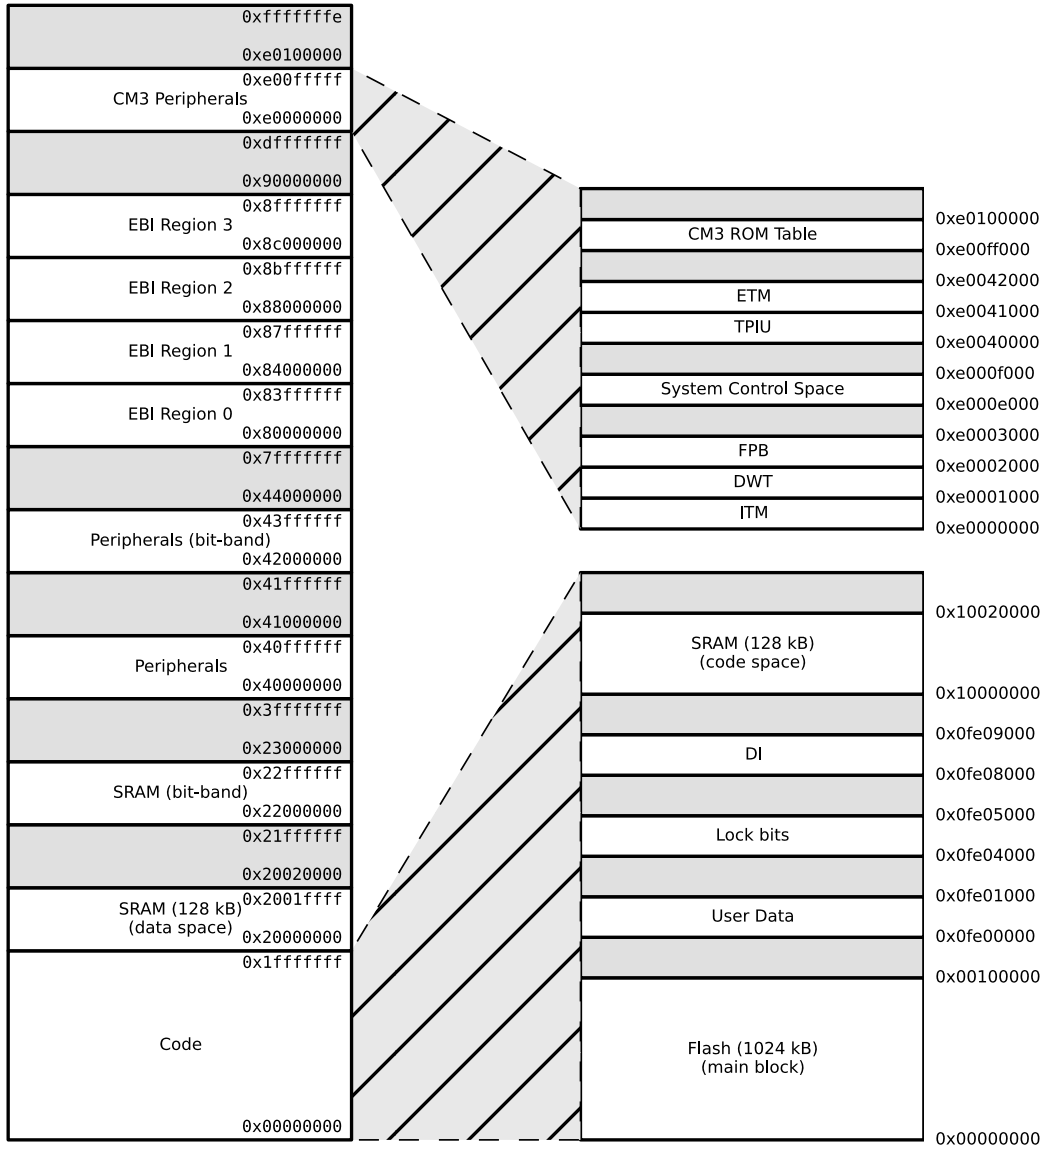 0xfffffffe
0xe0100000
0xe00fffff
CM3 Peripherals
0xe0000000
0xdfffffff
0x90000000
0x8fffffff
EBI Region 3
0x8c000000
0x8bffffff
EBI Region 2
0x88000000
0x87ffffff
EBI Region 1
0x84000000
0x83ffffff
EBI Region 0
0x80000000
0x7fffffff
0x44000000
0x43ffffff
Peripherals (bit-band)
0x42000000
0x41ffffff
0x41000000
0x40ffffff
Peripherals
0x40000000
0x3fffffff
0x23000000
0x22ffffff
SRAM (bit-band)
0x22000000
0x21ffffff
0x20020000
0x2001ffff
SRAM (128 kB)
(data space)
0x20000000
0x1fffffff
Code
0x00000000
0xe0100000
CM3 ROM Table
0xe00ff000
0xe0042000
ETM
0xe0041000
TPIU
0xe0040000
0xe000f000
System Control Space
0xe000e000
0xe0003000
FPB
0xe0002000
DWT
0xe0001000
ITM
0xe0000000
0x10020000
SRAM (128 kB)
(code space)
0x10000000
0x0fe09000
DI
0x0fe08000
0x0fe05000
Lock bits
0x0fe04000
0x0fe01000
User Data
0x0fe00000
0x00100000
Flash (1024 kB)
(main block)
0x00000000